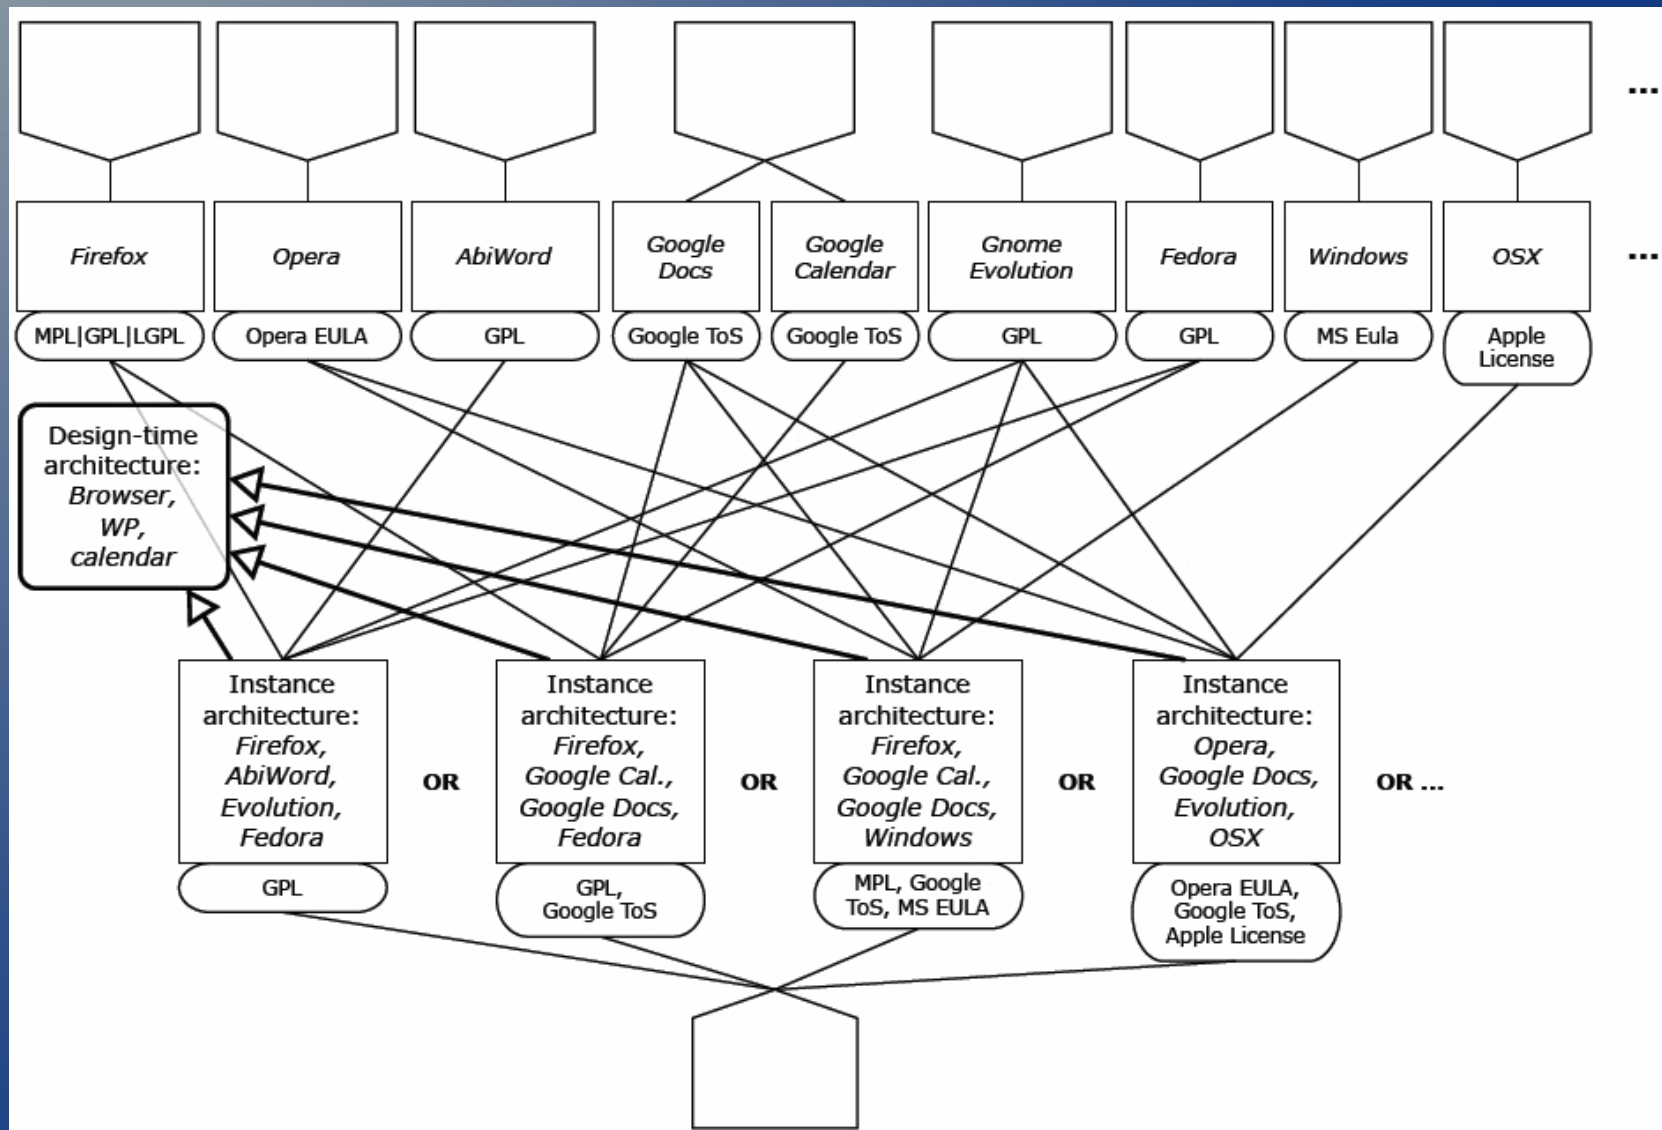 ...
Firefox
Opera
AbiWord
Google
Docs
Google
Calendar
Gnome
Evolution
Fedora
Windows
OSX
...
MPL|GPL|LGPL
Opera EULA
GPL
Google ToS
Google ToS
GPL
GPL
MS Eula
Apple
License
Design-time
architecture:
Browser,
WP,
calendar
Instance
architecture:
Firefox,
AbiWord,
Evolution,
Fedora
OR
Instance
architecture:
Firefox,
Google Cal.,
Google Docs,
Fedora
OR
Instance
architecture:
Firefox,
Google Cal.,
Google Docs,
Windows
OR
Instance
architecture:
Opera,
Google Docs,
Evolution,
OSX
OR ...
GPL
GPL,
Google ToS
MPL, Google
ToS, MS EULA
Opera EULA,
Google ToS,
Apple License